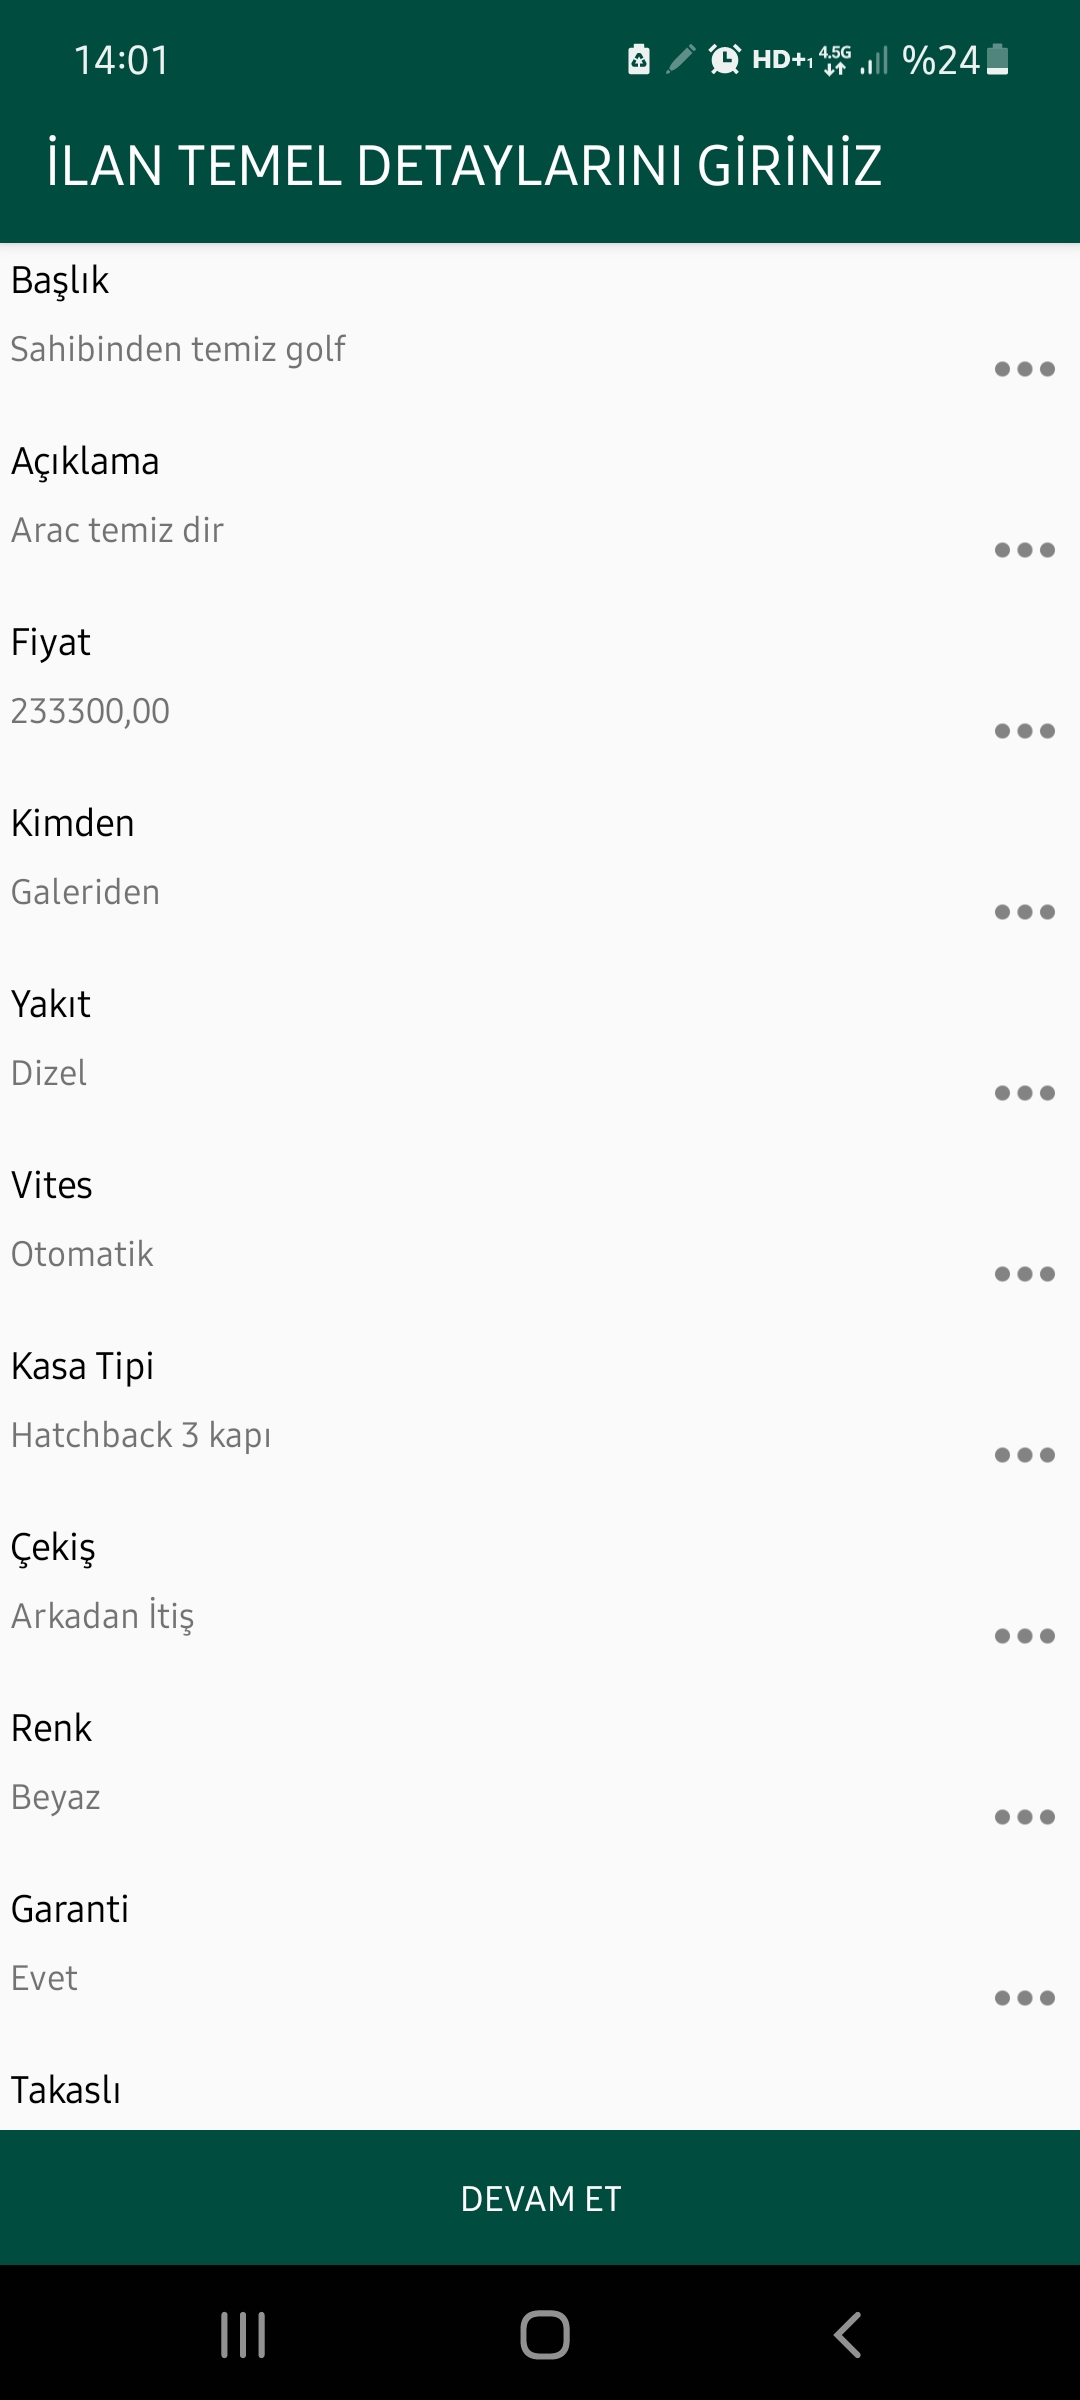 14:01 HD+1 4.5G %24
İLAN TEMEL DETAYLARINI GİRİNİZ
Başlık
Sahibinden temiz golf
Açıklama
Arac temiz dir
Fiyat
233300,00
Kimden
Galeriden
Yakıt
Dizel
Vites
Otomatik
Kasa Tipi
Hatchback 3 kapı
Çekiş
Arkadan İtiş
Renk
Beyaz
Garanti
Evet
Takaslı
DEVAM ET